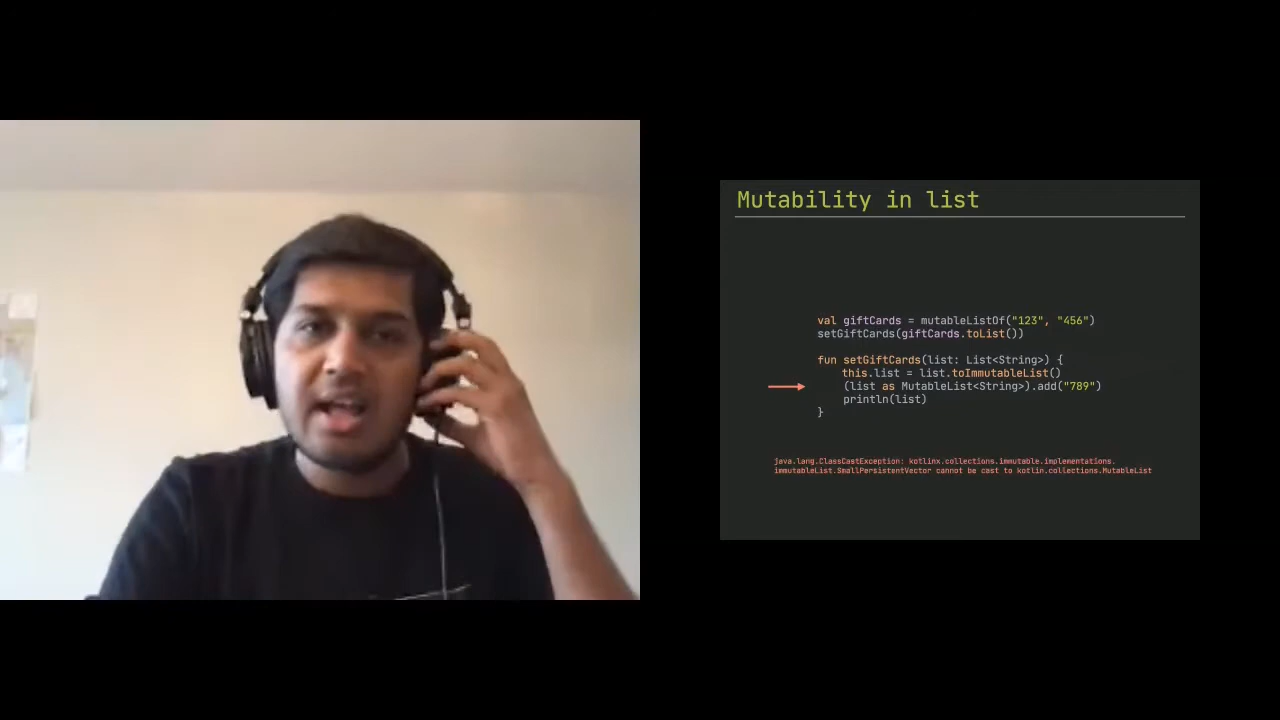 Mutability in list
val giftCards = mutableListOf("123", "456")
setGiftCards(giftCards.toList())
fun setGiftCards(list: List<String>) {
this.list = list.toImmutableList()
(list as MutableList<String>).add("789")
println(list)
}
java.lang.ClassCastException: kotlinx.collections.immutable.implementations.
immutableList.SmallPersistentVector cannot be cast to kotlin.collections.MutableList